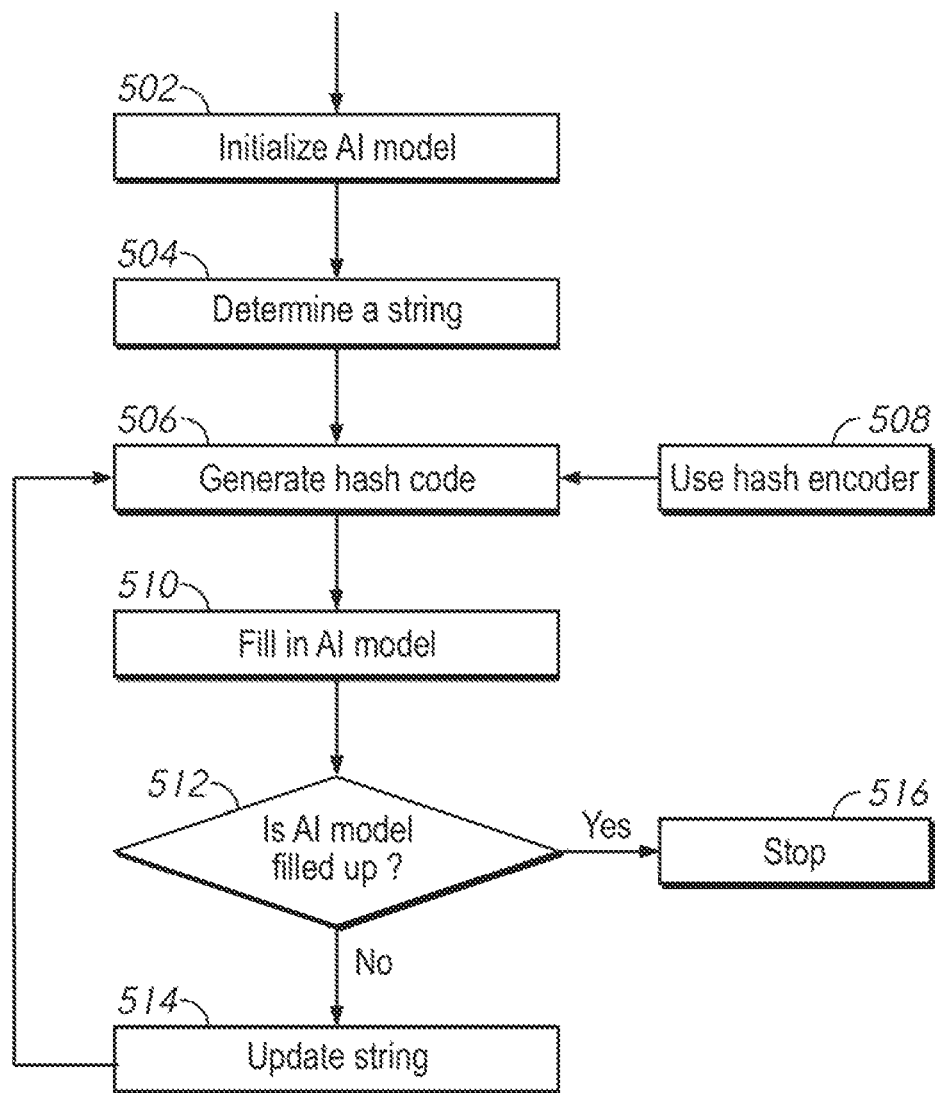 502
Initialize AI model
504
Determine a string
506
Generate hash code
508
Use hash encoder
510
Fill in AI model
512
Is AI model
filled up ?
Yes
516
Stop
No
514
Update string